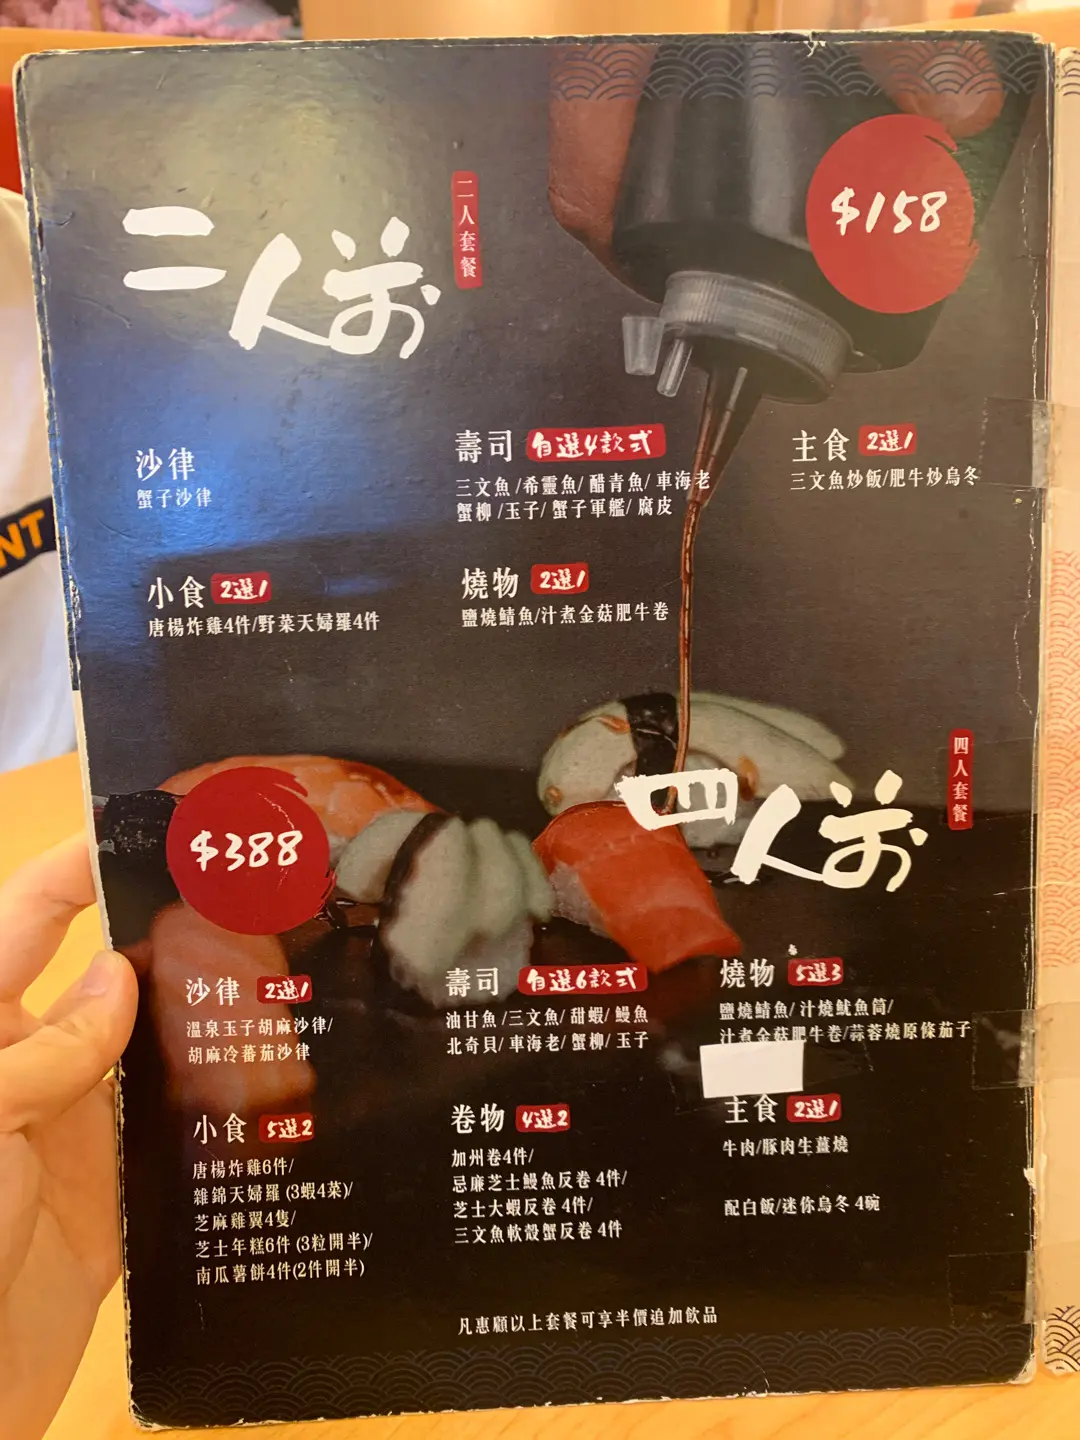 二人前
二人套餐
$158
沙律
蟹子沙律
壽司 自選4款式
三文魚/希靈魚/醋青魚/車海老
蟹柳/玉子/蟹子軍艦/腐皮
主食 2選1
三文魚炒飯/肥牛炒烏冬
小食 2選1
唐楊炸雞4件/野菜天婦羅4件
燒物 2選1
鹽燒鯖魚/汁煮金菇肥牛卷
四人前
四人套餐
$388
沙律 2選1
溫泉玉子胡麻沙律/
胡麻冷蕃茄沙律
壽司 自選6款式
油甘魚/三文魚/甜蝦/鰻魚
北奇貝/車海老/蟹柳/玉子
燒物 5選3
鹽燒鯖魚/汁燒魷魚筒/
汁煮金菇肥牛卷/蒜蓉燒原條茄子
小食 5選2
唐楊炸雞6件/
雜錦天婦羅 (3蝦4菜)/
芝麻雞翼4隻/
芝士年糕6件 (3粒開半)/
南瓜薯餅4件(2件開半)
卷物 4選2
加州卷4件/
忌廉芝士鰻魚反卷 4件/
芝士大蝦反卷 4件/
三文魚軟殼蟹反卷 4件
主食 2選1
牛肉/豚肉生薑燒
配白飯/迷你烏冬 4碗
凡惠顧以上套餐可享半價追加飲品
NT